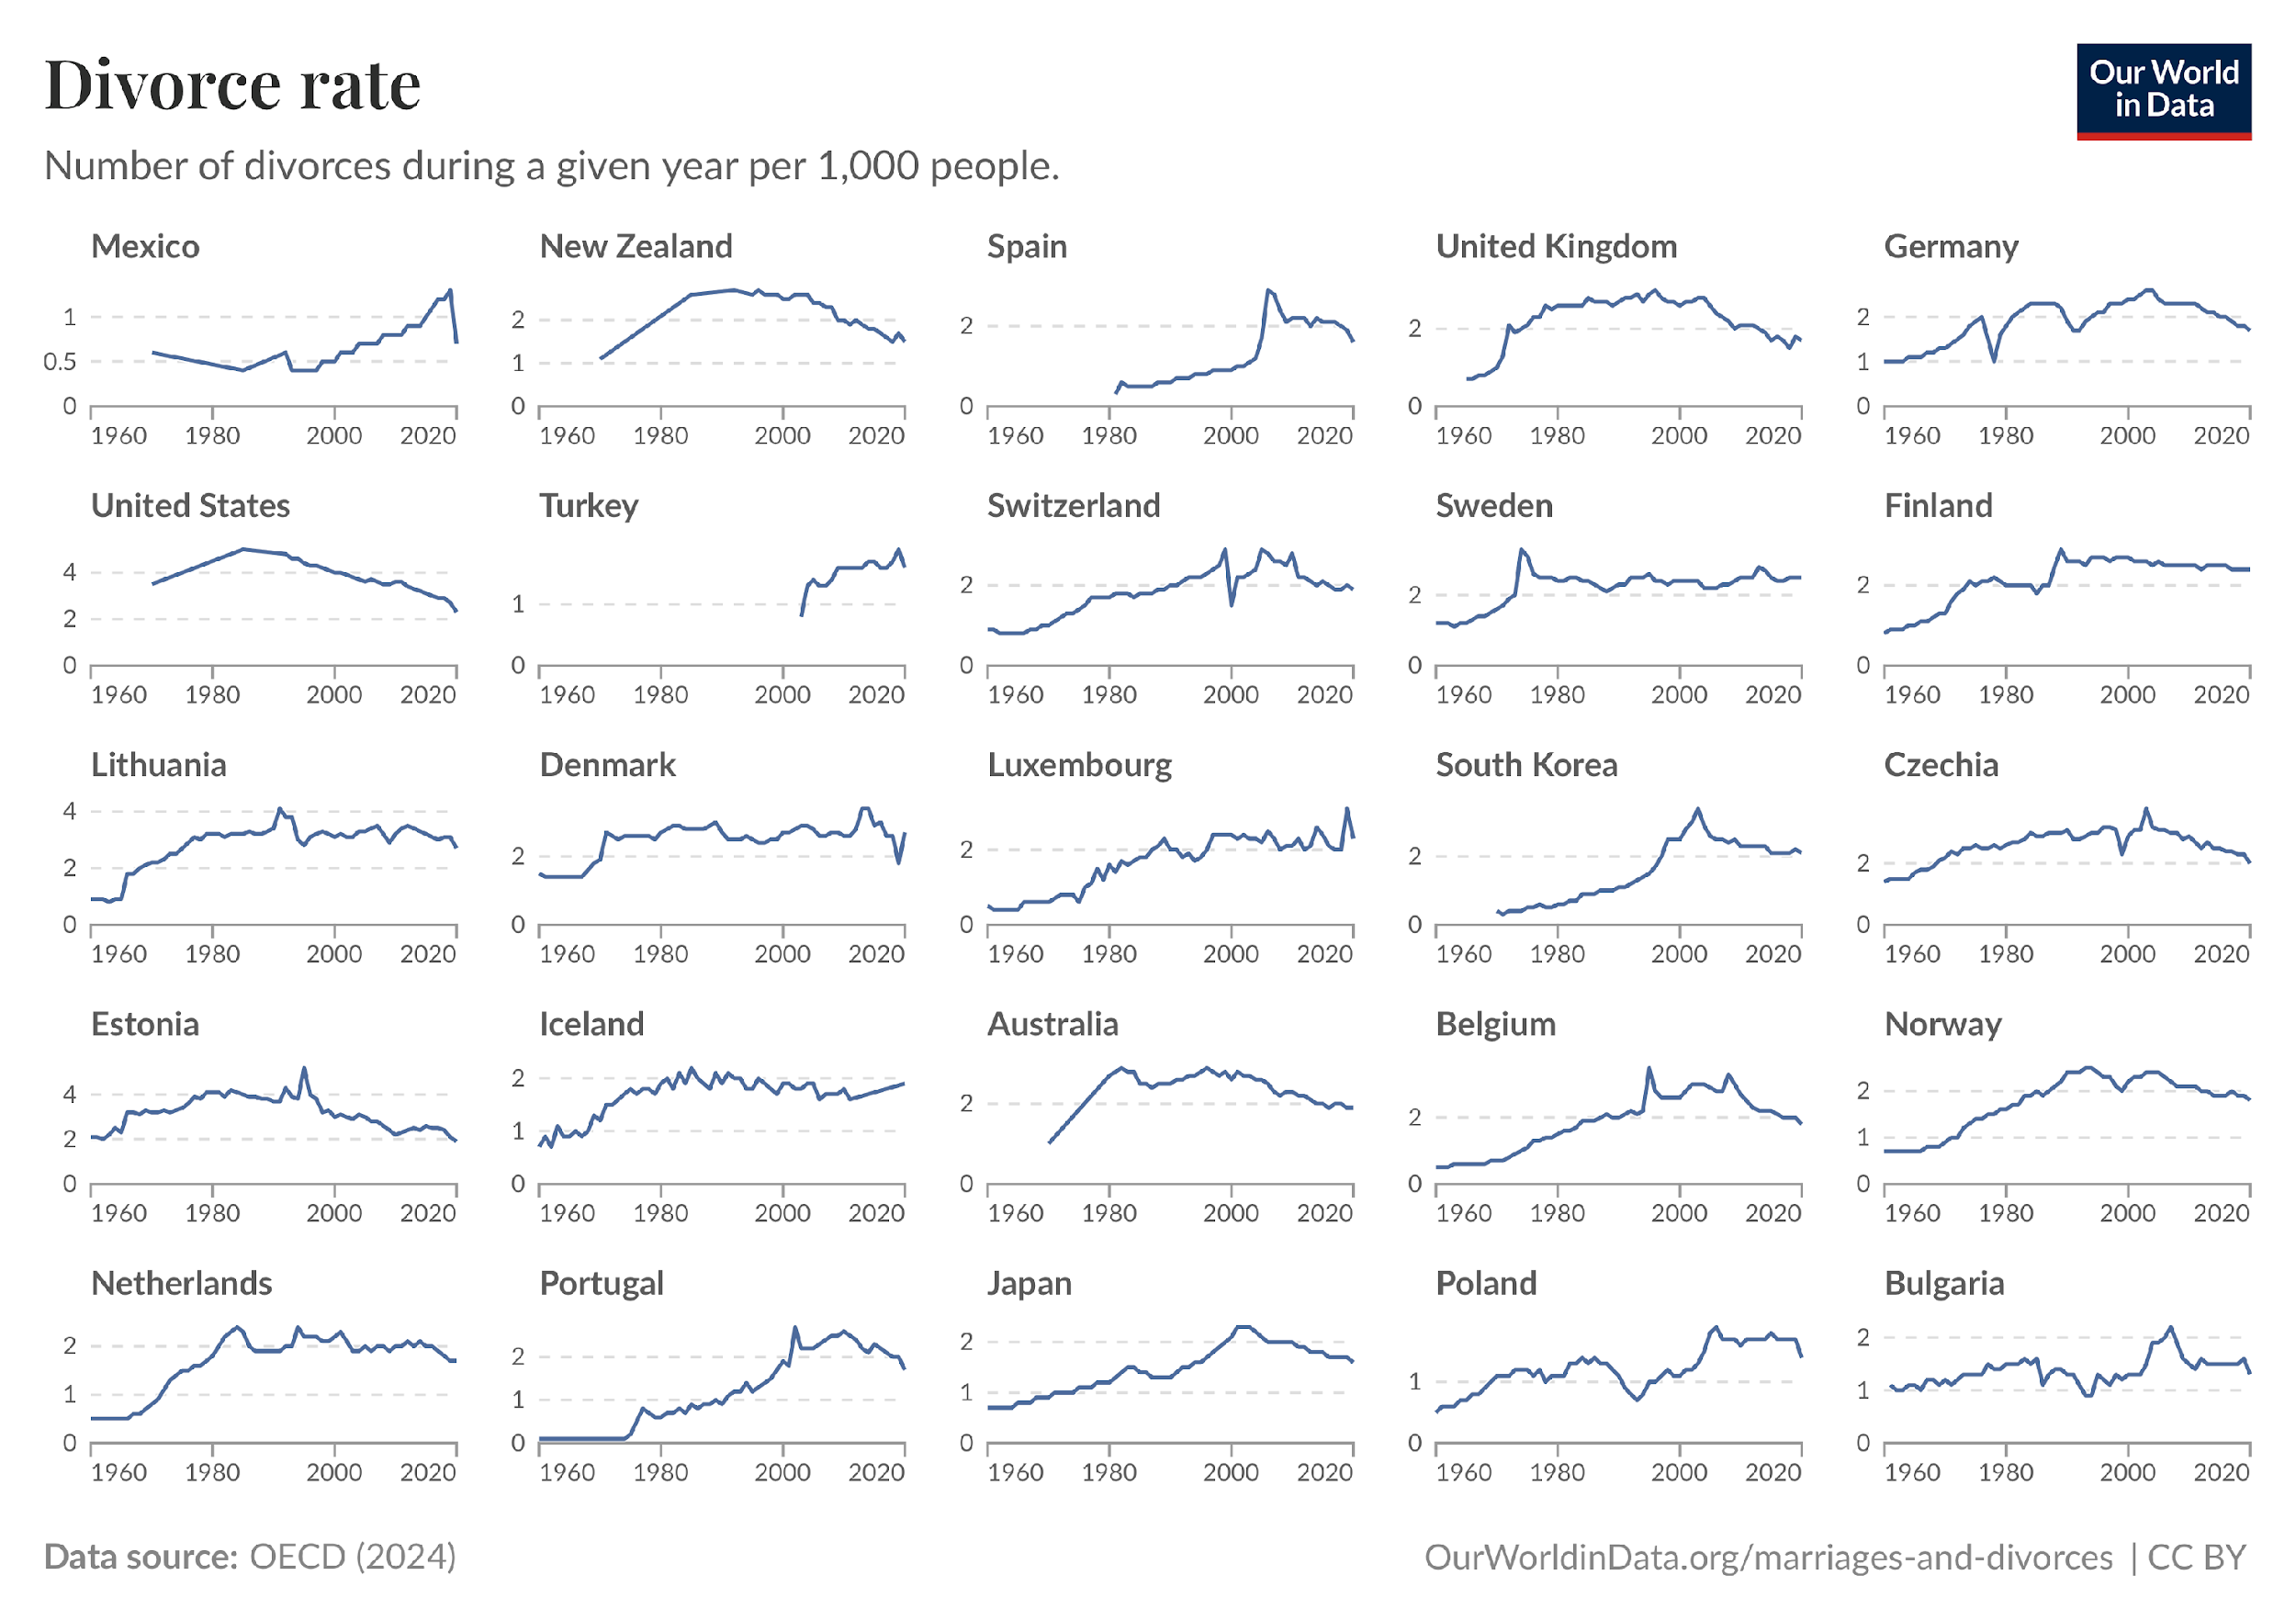 Divorce rate
Our World
in Data
Number of divorces during a given year per 1,000 people.
Mexico
1
0.5
0
1960 1980 2000 2020
New Zealand
2
1
0
1960 1980 2000 2020
Spain
2
0
1960 1980 2000 2020
United Kingdom
2
0
1960 1980 2000 2020
Germany
2
1
0
1960 1980 2000 2020
United States
4
2
0
1960 1980 2000 2020
Turkey
1
0
1960 1980 2000 2020
Switzerland
2
0
1960 1980 2000 2020
Sweden
2
0
1960 1980 2000 2020
Finland
2
0
1960 1980 2000 2020
Lithuania
4
2
0
1960 1980 2000 2020
Denmark
2
0
1960 1980 2000 2020
Luxembourg
2
0
1960 1980 2000 2020
South Korea
2
0
1960 1980 2000 2020
Czechia
2
0
1960 1980 2000 2020
Estonia
4
2
0
1960 1980 2000 2020
Iceland
2
1
0
1960 1980 2000 2020
Australia
2
0
1960 1980 2000 2020
Belgium
2
0
1960 1980 2000 2020
Norway
2
1
0
1960 1980 2000 2020
Netherlands
2
1
0
1960 1980 2000 2020
Portugal
2
1
0
1960 1980 2000 2020
Japan
2
1
0
1960 1980 2000 2020
Poland
1
0
1960 1980 2000 2020
Bulgaria
2
1
0
1960 1980 2000 2020
Data source: OECD (2024)
OurWorldinData.org/marriages-and-divorces | CC BY